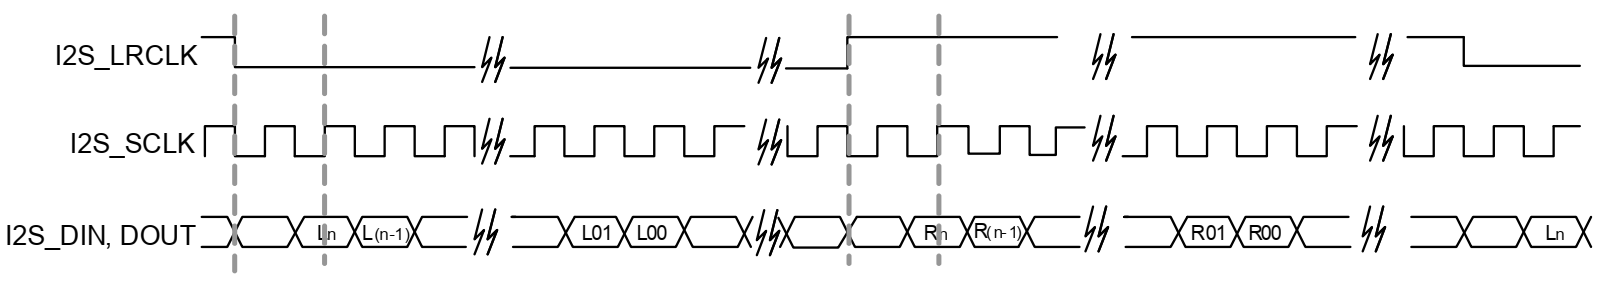 I2S_LRCLK
I2S_SCLK
I2S_DIN, DOUT Ln L(n-1) L01 L00 Rn R(n-1) R01 R00 Ln